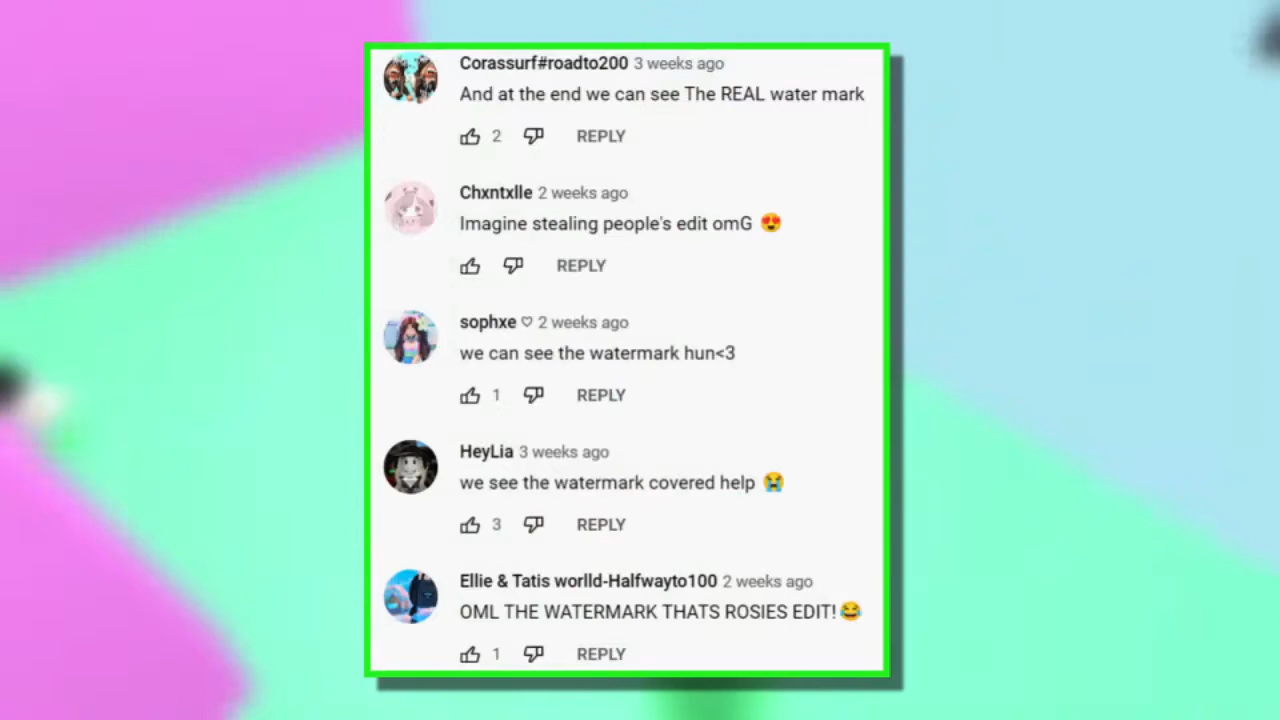 Corassurf#roadto200 3 weeks ago
And at the end we can see The REAL water mark
2 REPLY
Chxntxlle 2 weeks ago
Imagine stealing people's edit omG 😍
REPLY
sophxe ♡ 2 weeks ago
we can see the watermark hun<3
1 REPLY
HeyLia 3 weeks ago
we see the watermark covered help 😭
3 REPLY
Ellie & Tatis worlld-Halfwayto100 2 weeks ago
OML THE WATERMARK THATS ROSIES EDIT!😂
1 REPLY